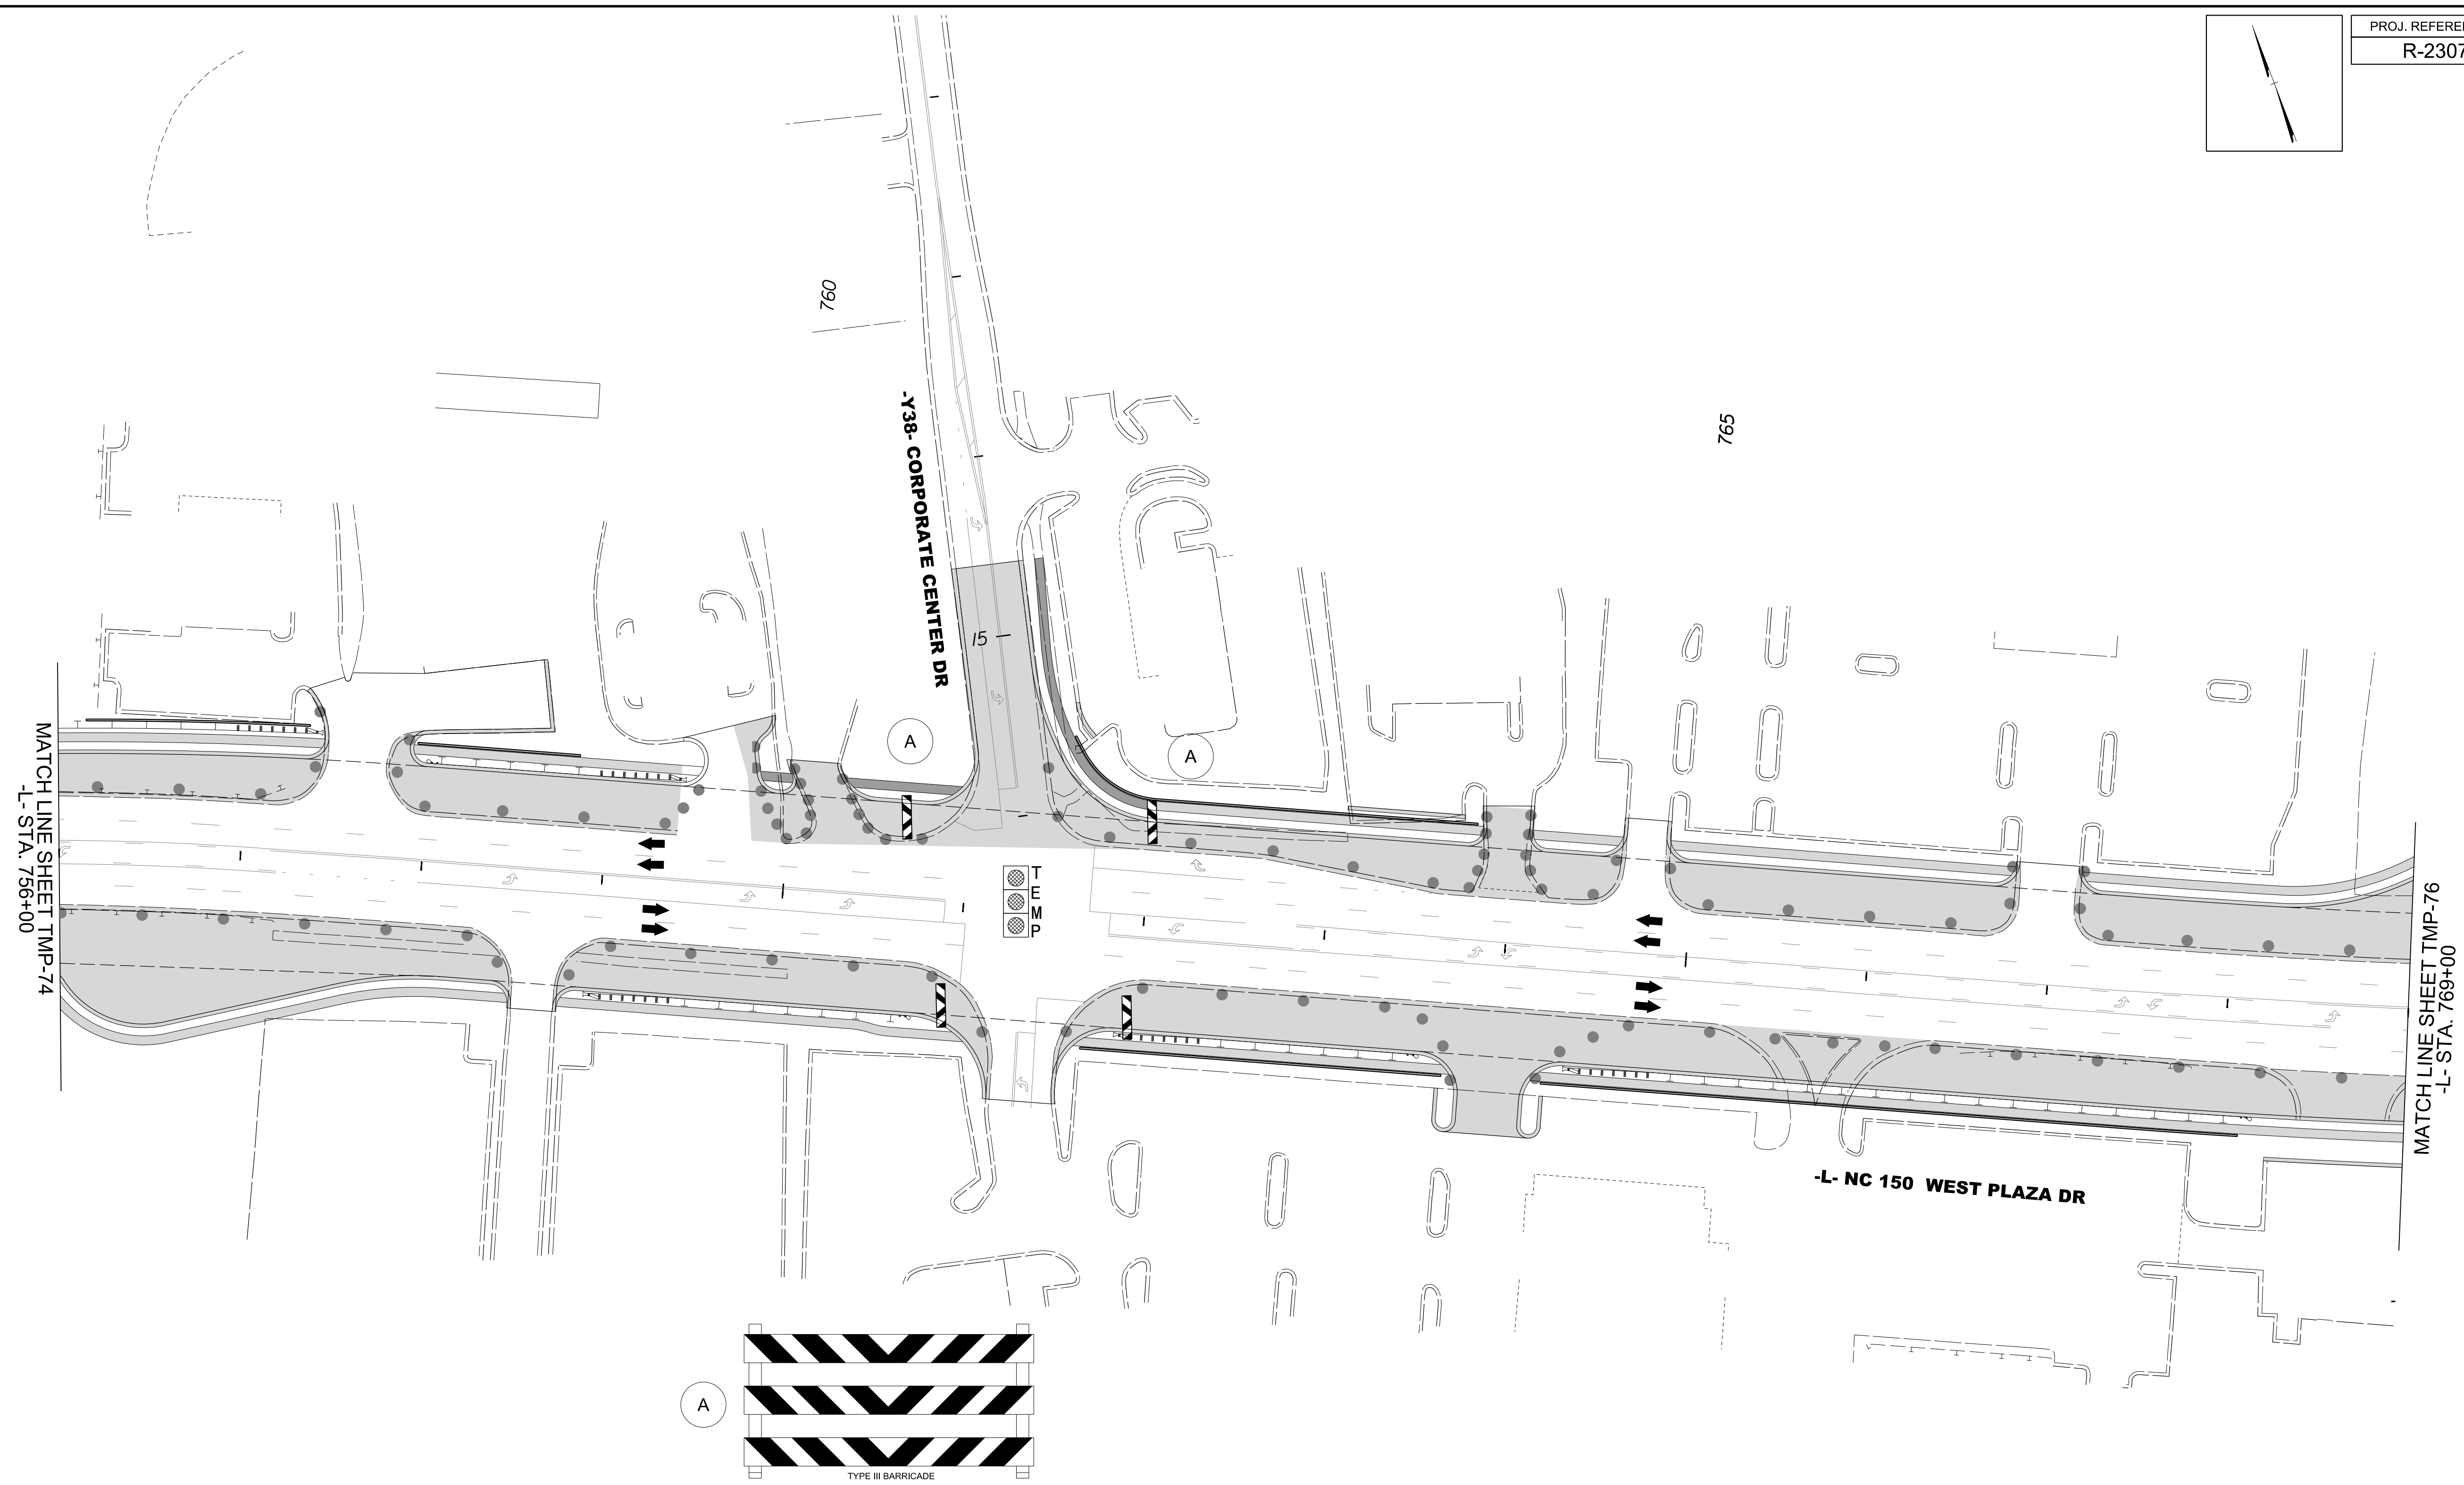 PROJ. REFERE
R-2307
760
765
-Y38- CORPORATE CENTER DR
15
A
A
TEMP
MATCH LINE SHEET TMP-74
-L- STA. 756+00
MATCH LINE SHEET TMP-76
-L- STA. 769+00
-L- NC 150 WEST PLAZA DR
A
TYPE III BARRICADE